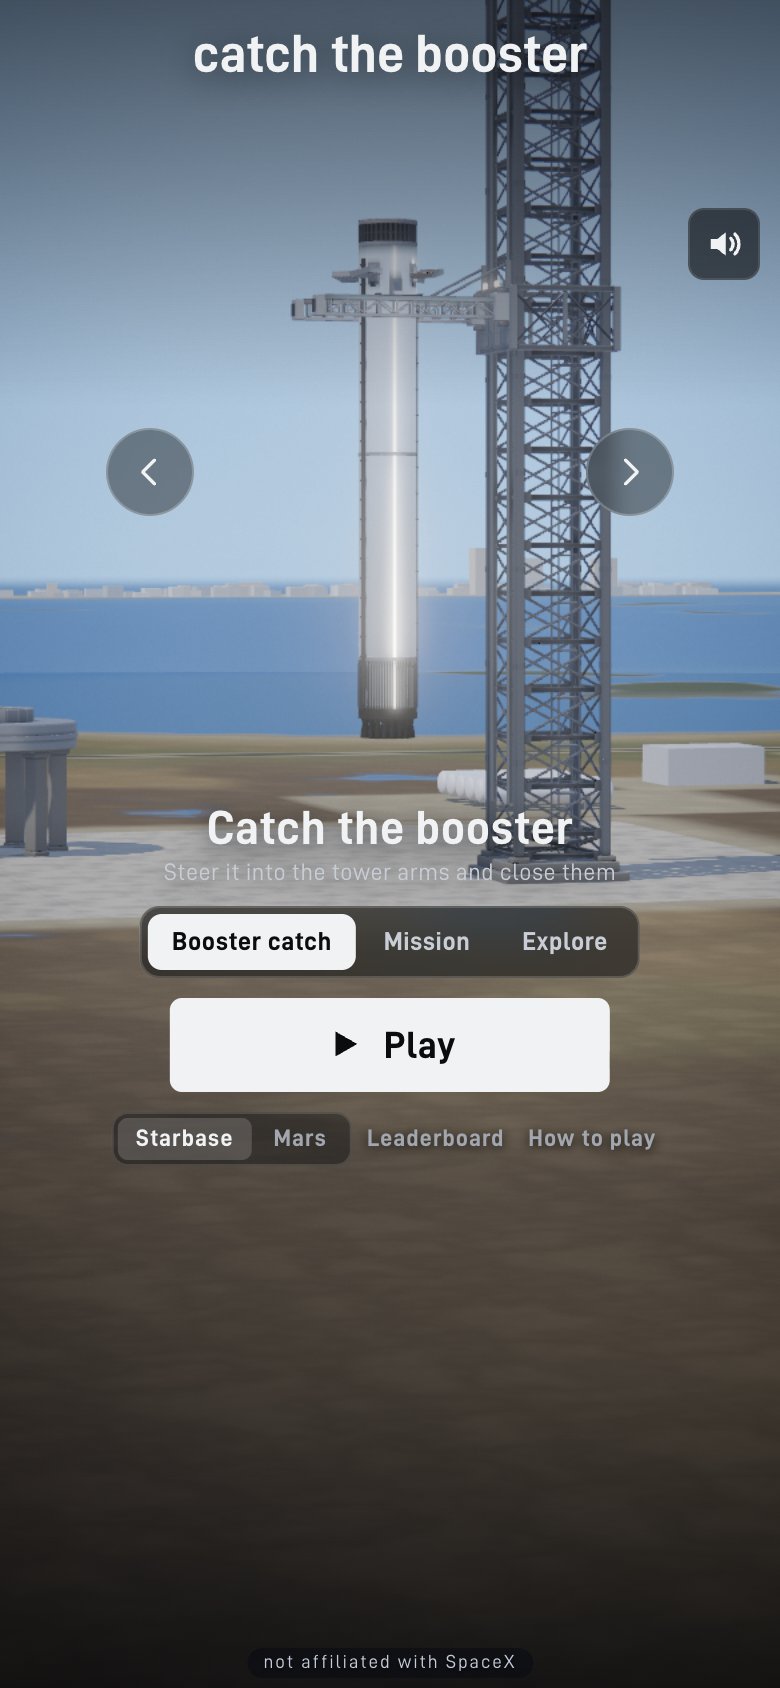 catch the booster
Catch the booster
Steer it into the tower arms and close them
Booster catch Mission Explore
Play
Starbase Mars Leaderboard How to play
not affiliated with SpaceX